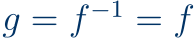 g = f⁻¹ = f